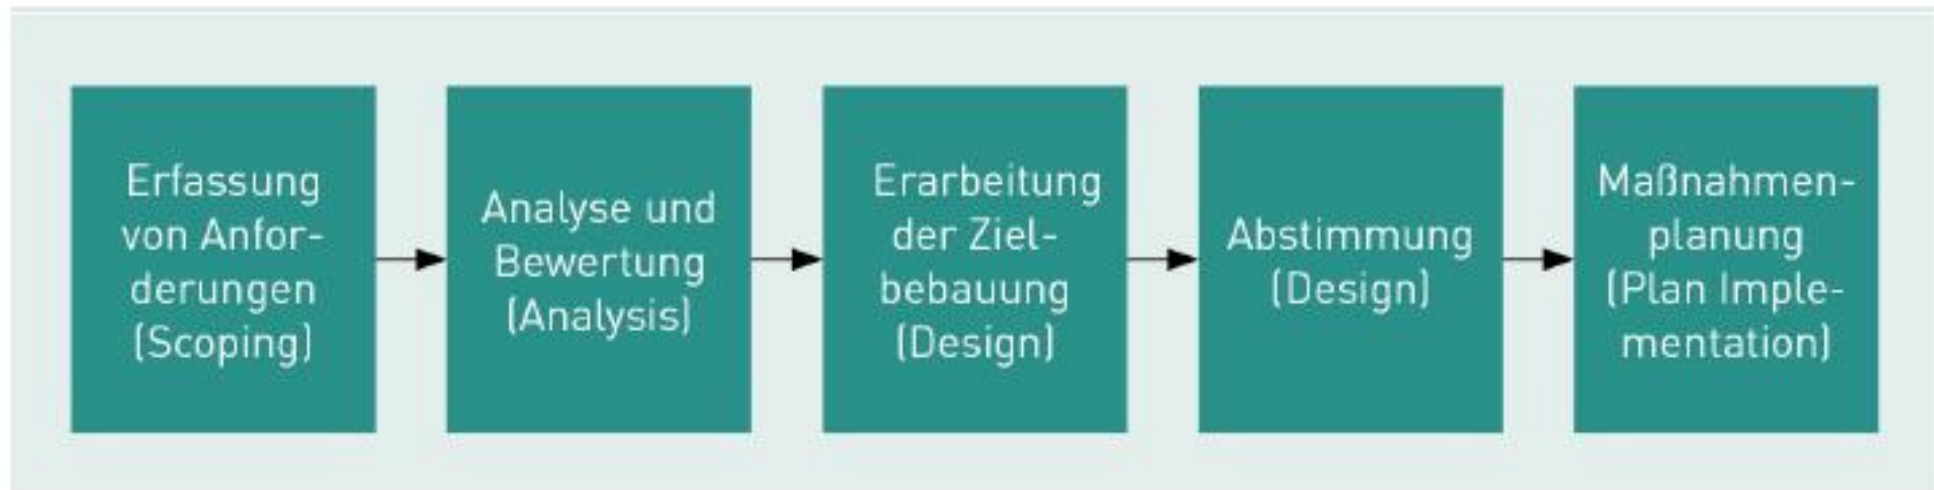 Erfassung
von Anfor-
derungen
(Scoping)
Analyse und
Bewertung
(Analysis)
Erarbeitung
der Ziel-
bebauung
(Design)
Abstimmung
(Design)
Maßnahmen-
planung
(Plan Imple-
mentation)